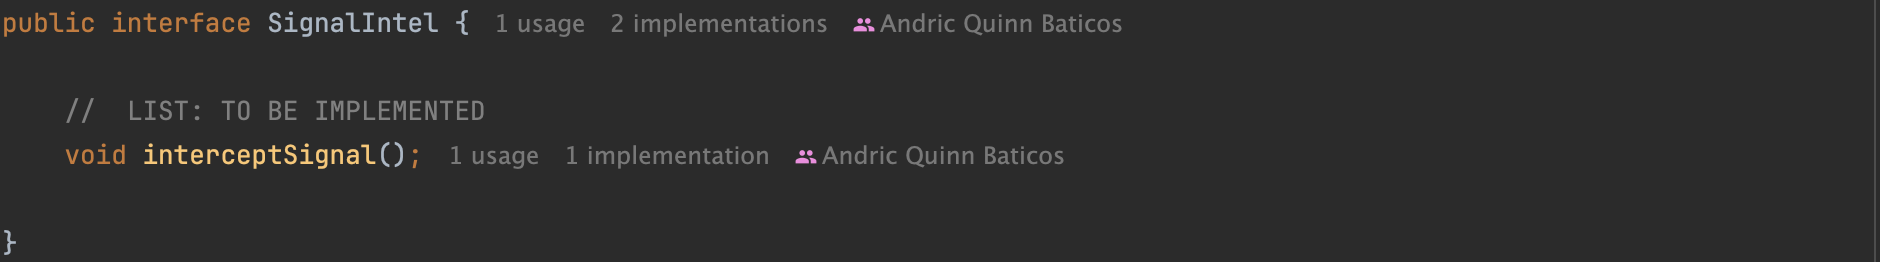 public interface SignalIntel {  1 usage  2 implementations  Andric Quinn Baticos
//  LIST: TO BE IMPLEMENTED
void interceptSignal();  1 usage  1 implementation  Andric Quinn Baticos
}